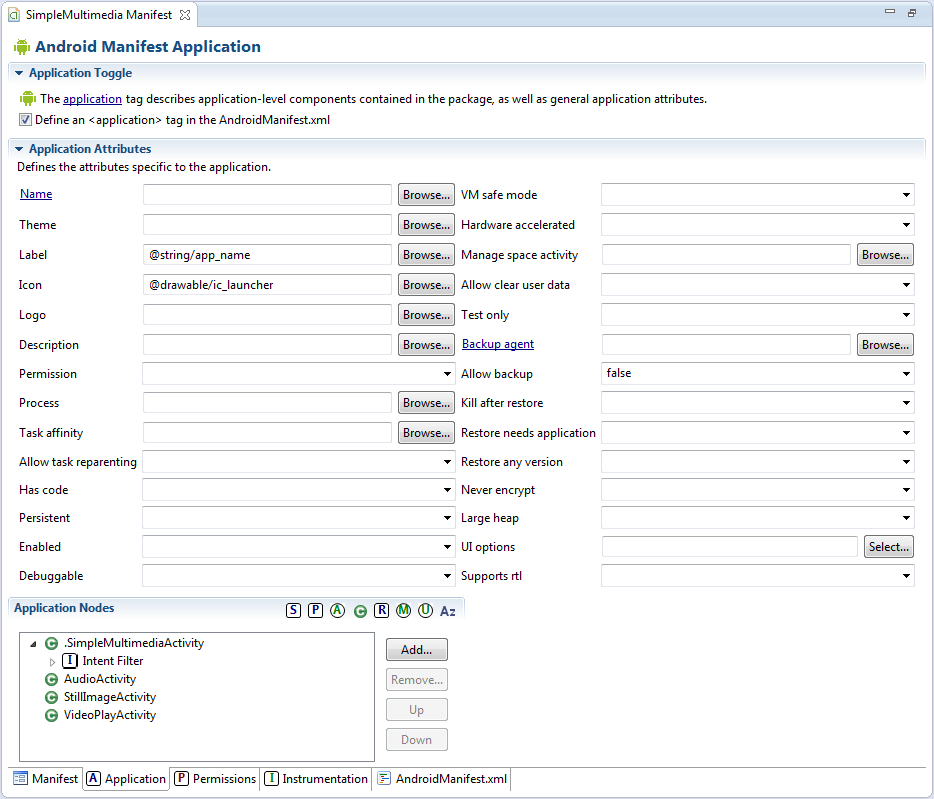 SimpleMultimedia Manifest
Android Manifest Application
Application Toggle
The application tag describes application-level components contained in the package, as well as general application attributes.
Define an <application> tag in the AndroidManifest.xml
Application Attributes
Defines the attributes specific to the application.
Name Browse... VM safe mode
Theme Browse... Hardware accelerated
Label @string/app_name Browse... Manage space activity Browse...
Icon @drawable/ic_launcher Browse... Allow clear user data
Logo Browse... Test only
Description Browse... Backup agent Browse...
Permission Allow backup false
Process Browse... Kill after restore
Task affinity Browse... Restore needs application
Allow task reparenting Restore any version
Has code Never encrypt
Persistent Large heap
Enabled UI options Select...
Debuggable Supports rtl
Application Nodes S P A C R M U Az
C .SimpleMultimediaActivity Add...
I Intent Filter
C AudioActivity Remove...
C StillImageActivity
C VideoPlayActivity Up
Down
Manifest A Application P Permissions I Instrumentation AndroidManifest.xml